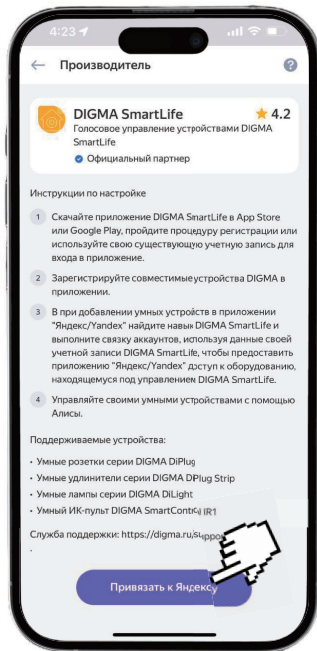 4:23
Производитель
DIGMA SmartLife
4.2
Голосовое управление устройствами DIGMA
SmartLife
Официальный партнер
Инструкции по настройке
1 Скачайте приложение DIGMA SmartLife в App Store
или Google Play, пройдите процедуру регистрации или
используйте свою существующую учетную запись для
входа в приложение.
2 Зарегистрируйте совместимые устройства DIGMA в
приложении.
3 В при добавлении умных устройств в приложении
"Яндекс/Yandex" найдите навык DIGMA SmartLife и
выполните связку аккаунтов, используя данные своей
учетной записи DIGMA SmartLife, чтобы предоставить
приложению "Яндекс/Yandex" доступ к оборудованию,
находящемуся под управлением DIGMA SmartLife.
4 Управляйте своими умными устройствами с помощью
Алисы.
Поддерживаемые устройства:
• Умные розетки серии DIGMA DiPlug
• Умные удлинители серии DIGMA DiPlug Strip
• Умные лампы серии DIGMA DiLight
• Умный ИК-пульт DIGMA SmartControl IR1
Служба поддержки: https://digma.ru/suppo
.
Привязать к Яндексу